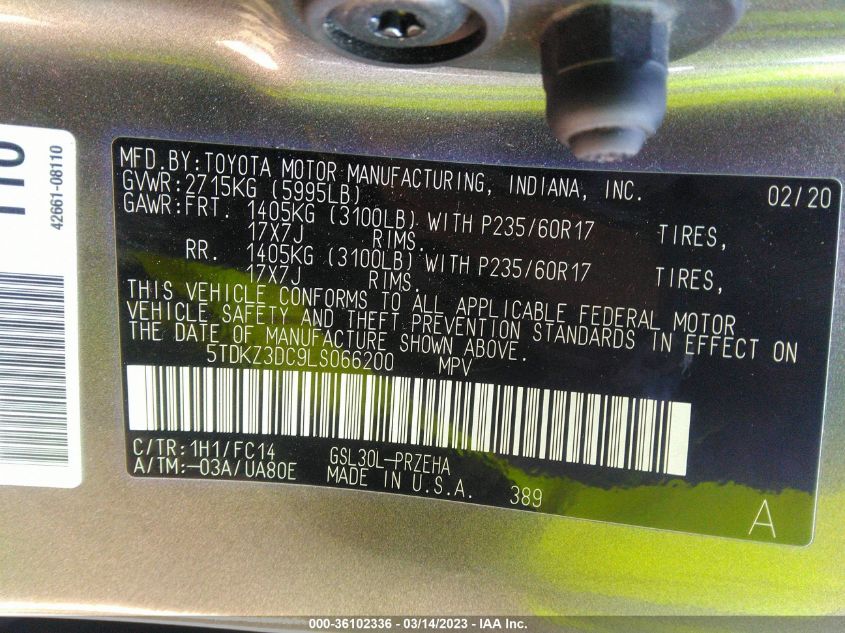 110
42661-08110
MFD.BY:TOYOTA MOTOR MANUFACTURING, INDIANA, INC. 02/20
GVWR:2715KG (5995LB)
GAWR:FRT. 1405KG (3100LB) WITH P235/60R17 TIRES,
17X7J RIMS.
RR. 1405KG (3100LB) WITH P235/60R17 TIRES,
17X7J RIMS.
THIS VEHICLE CONFORMS TO ALL APPLICABLE FEDERAL MOTOR
VEHICLE SAFETY AND THEFT PREVENTION STANDARDS IN EFFECT ON
THE DATE OF MANUFACTURE SHOWN ABOVE.
5TDKZ3DC9LS066200 MPV
C/TR:1H1/FC14 GSL30L-PRZEHA
A/TM:-03A/UA80E MADE IN U.S.A. 389
A
000-36102336 - 03/14/2023 - IAA Inc.